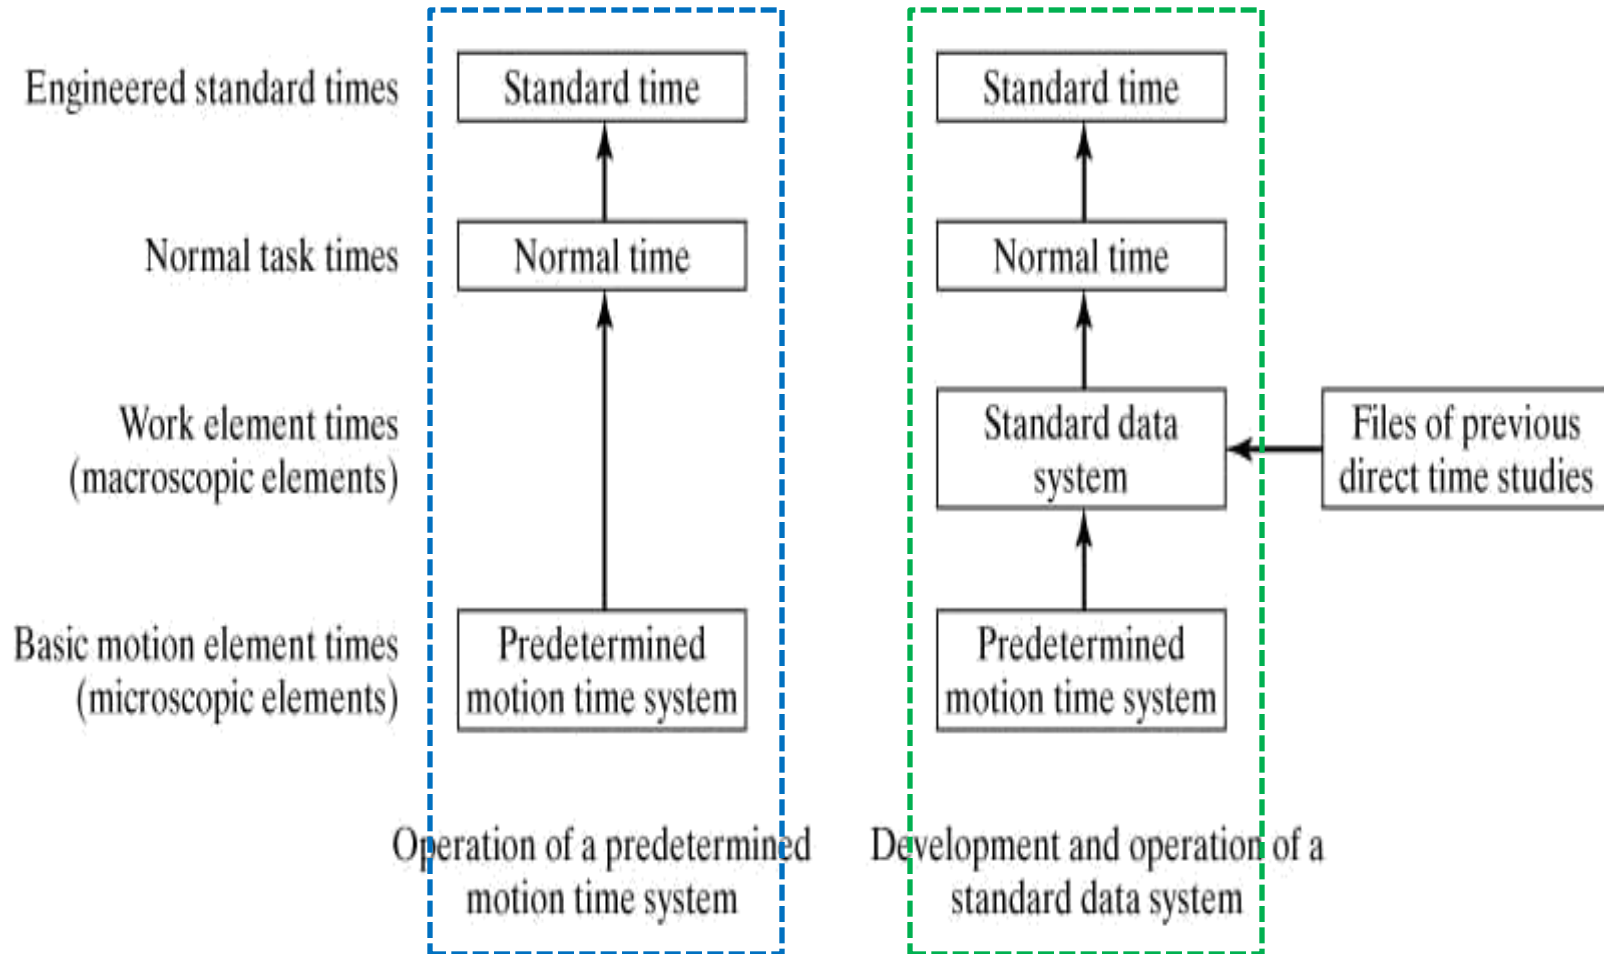 Engineered standard times
Standard time
Standard time
Normal task times
Normal time
Normal time
Work element times
(macroscopic elements)
Standard data
system
Files of previous
direct time studies
Basic motion element times
(microscopic elements)
Predetermined
motion time system
Predetermined
motion time system
Operation of a predetermined
motion time system
Development and operation of a
standard data system